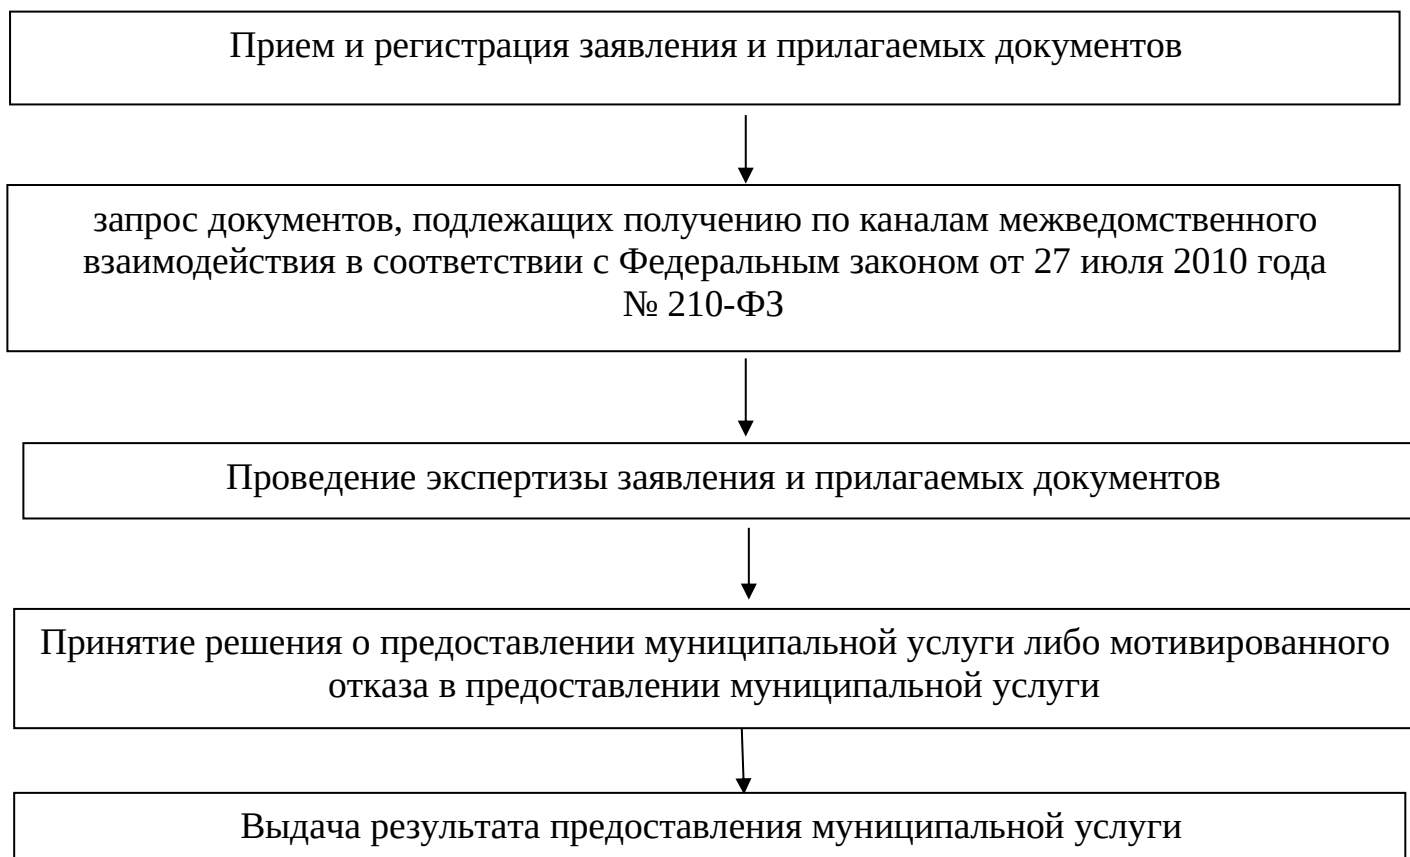 Прием и регистрация заявления и прилагаемых документов
запрос документов, подлежащих получению по каналам межведомственного
взаимодействия в соответствии с Федеральным законом от 27 июля 2010 года
№ 210-ФЗ
Проведение экспертизы заявления и прилагаемых документов
Принятие решения о предоставлении муниципальной услуги либо мотивированного
отказа в предоставлении муниципальной услуги
Выдача результата предоставления муниципальной услуги